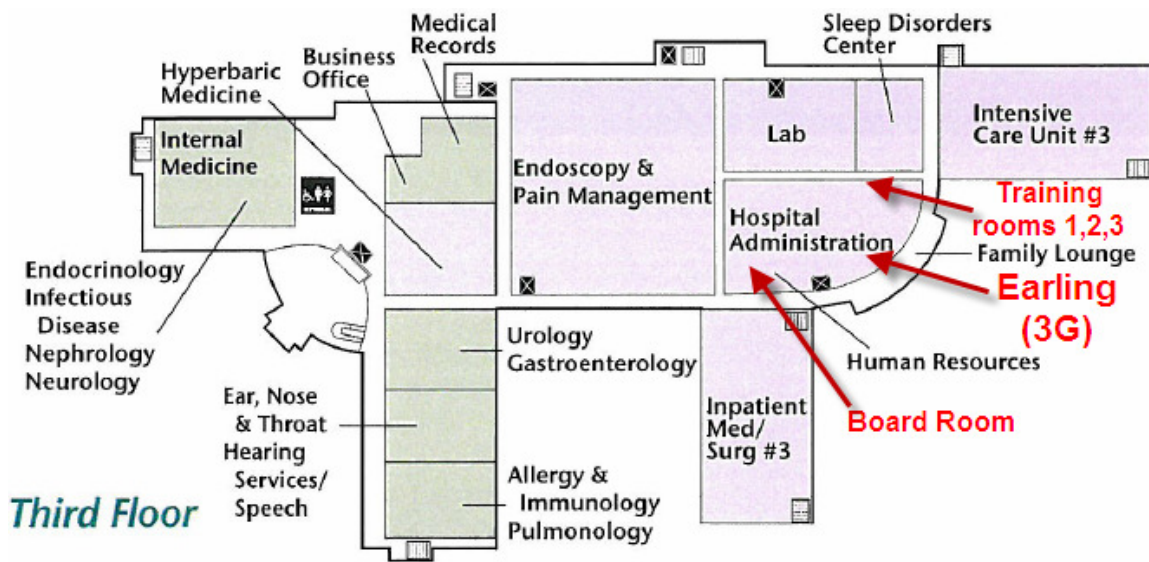 Medical
Records
Sleep Disorders
Center
Business
Office
Hyperbaric
Medicine
Internal
Medicine
Lab
Intensive
Care Unit #3
Endoscopy &
Pain Management
Training
rooms 1,2,3
Hospital
Administration
Family Lounge
Earling
(3G)
Endocrinology
Infectious
Disease
Nephrology
Neurology
Urology
Gastroenterology
Human Resources
Ear, Nose
& Throat
Hearing
Services/
Speech
Inpatient
Med/
Surg #3
Board Room
Allergy &
Immunology
Pulmonology
Third Floor